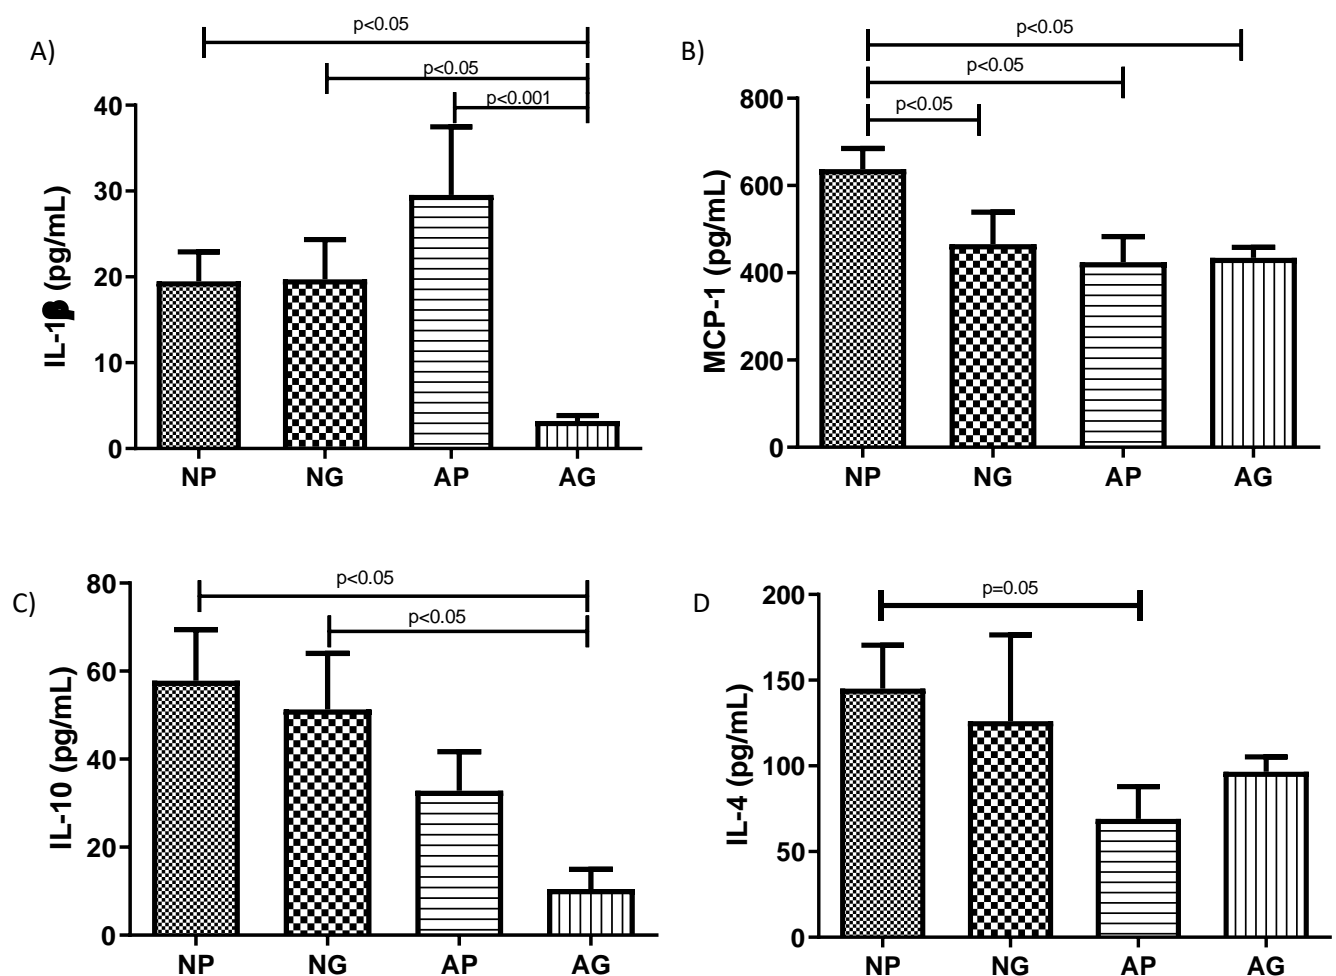 A)
p<0.05
p<0.05
p<0.001
IL-1β (pg/mL)
40
30
20
10
0
NP NG AP AG
B)
p<0.05
p<0.05
p<0.05
MCP-1 (pg/mL)
800
600
400
200
0
NP NG AP AG
C)
p<0.05
p<0.05
IL-10 (pg/mL)
80
60
40
20
0
NP NG AP AG
D
p=0.05
IL-4 (pg/mL)
200
150
100
50
0
NP NG AP AG